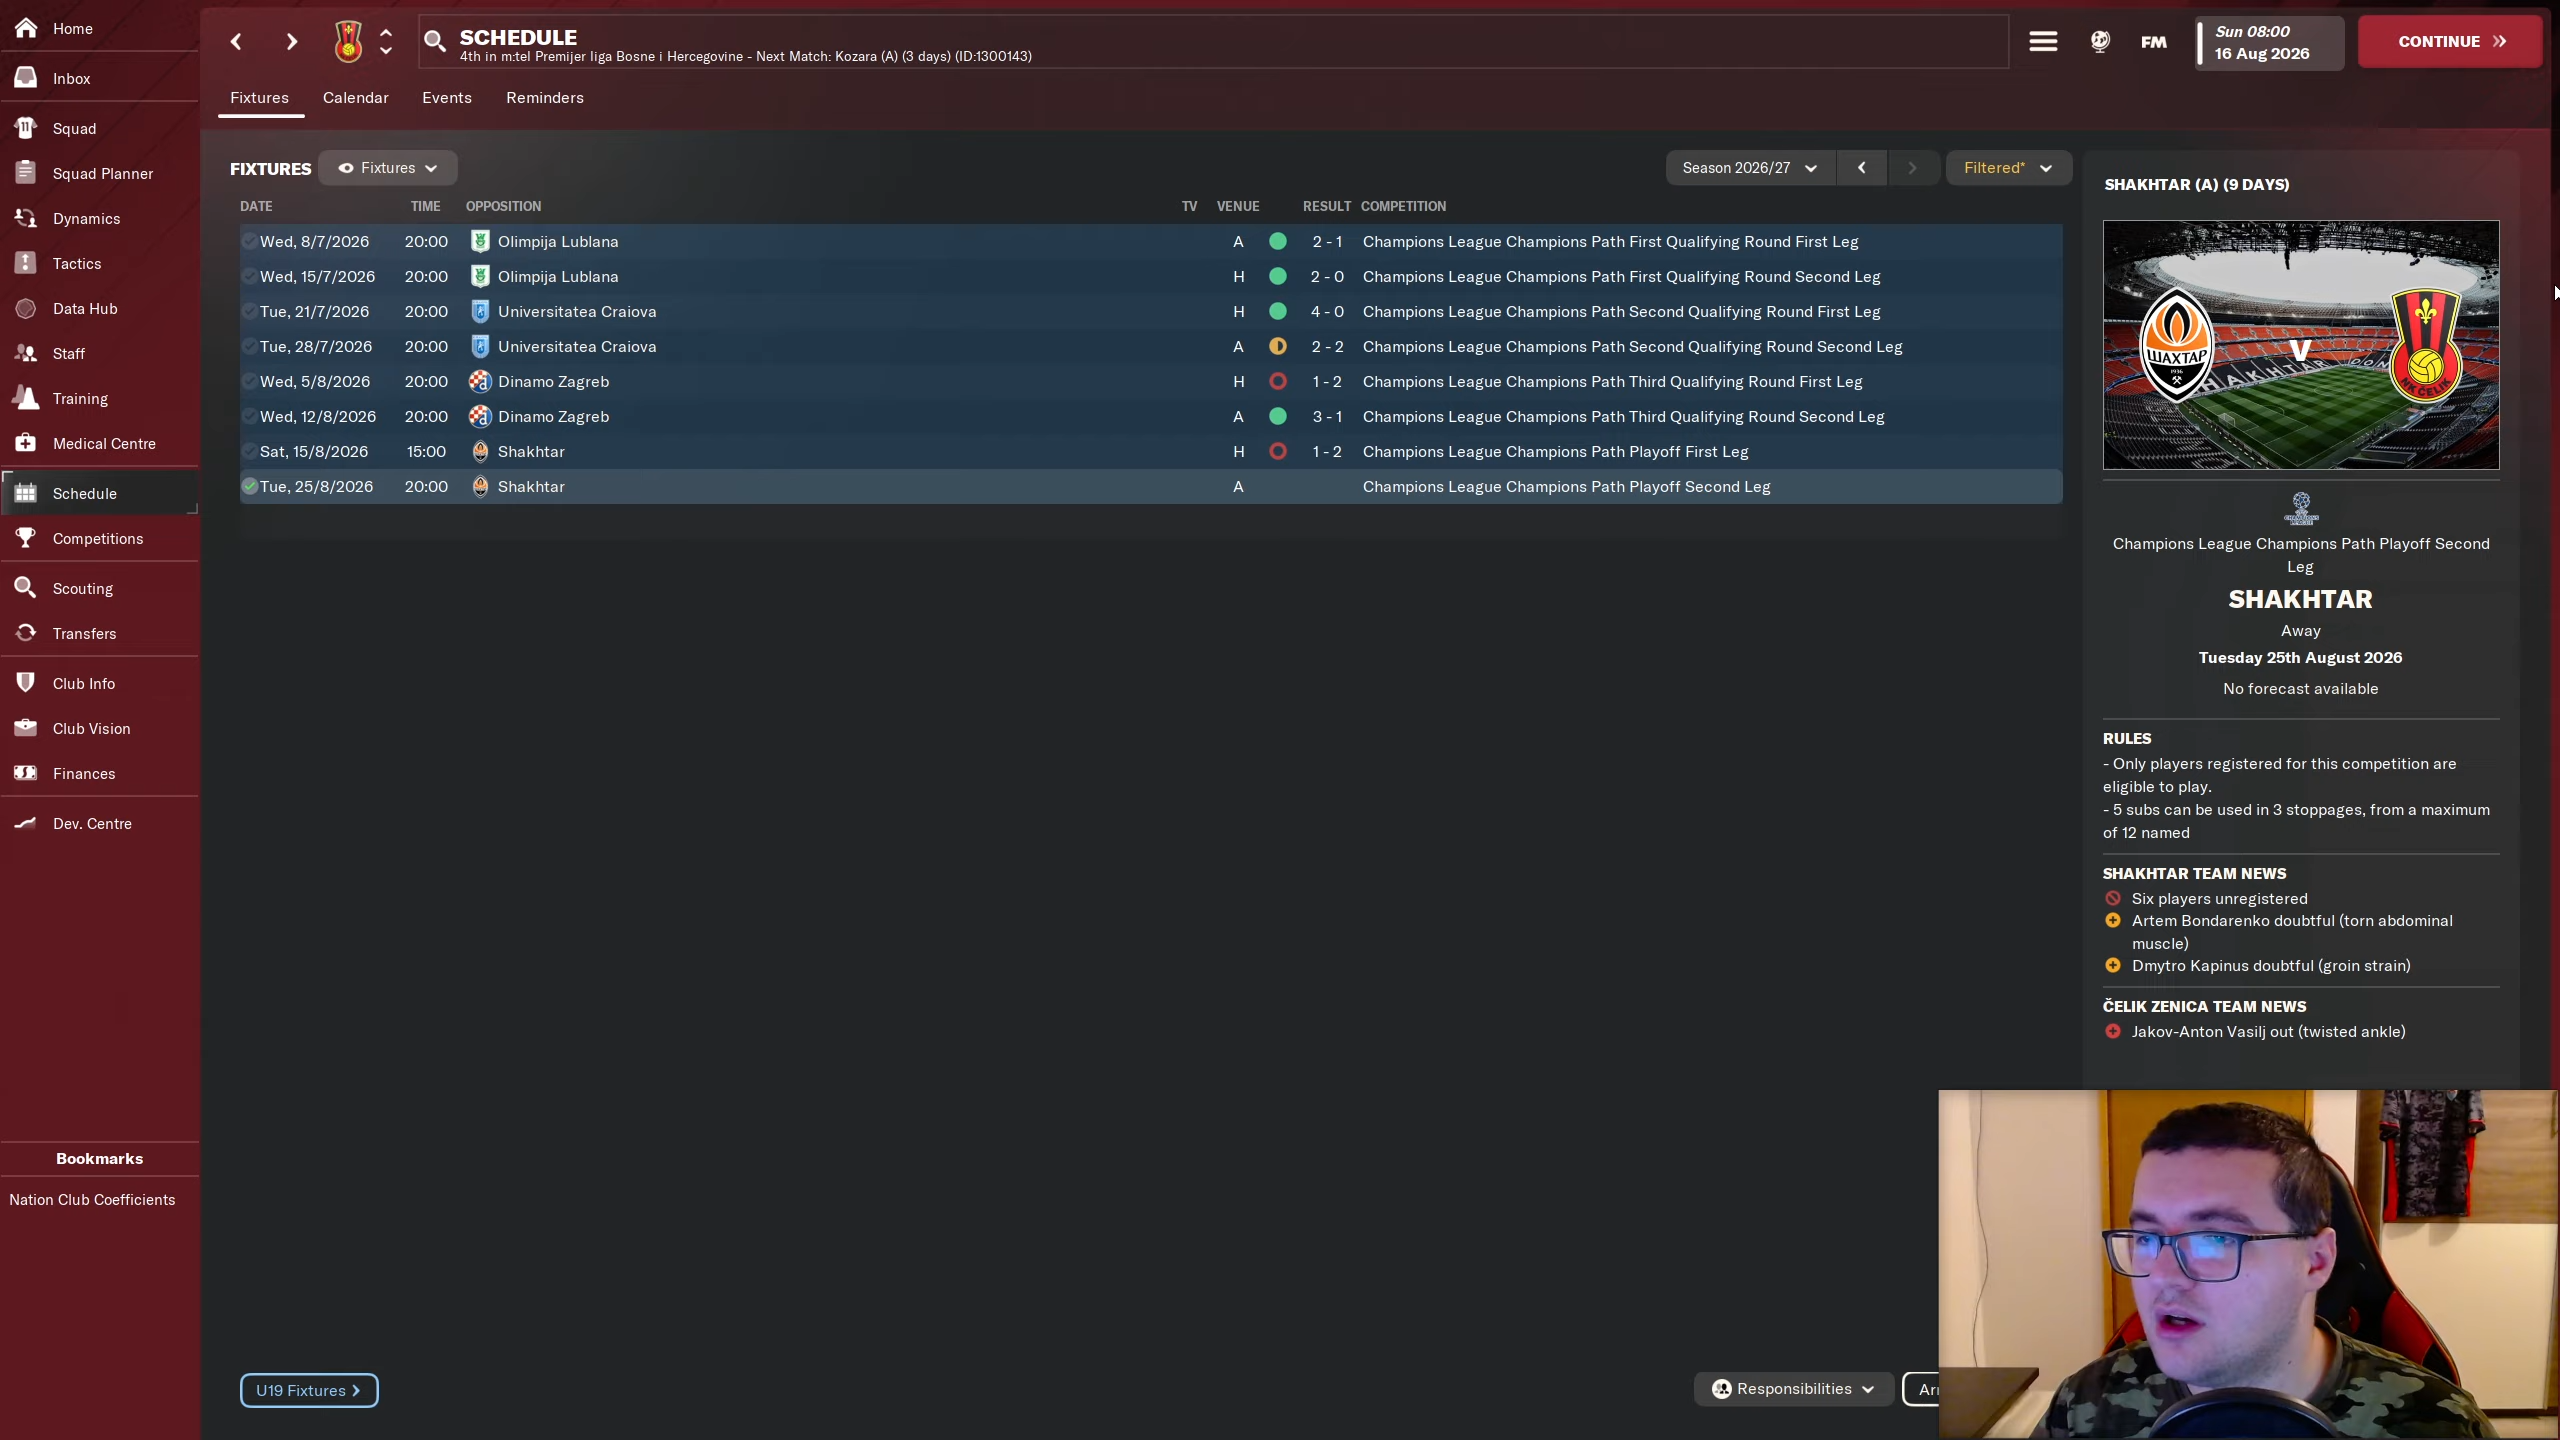 Home
Inbox
Squad
Squad Planner
Dynamics
Tactics
Data Hub
Staff
Training
Medical Centre
Schedule
Competitions
Scouting
Transfers
Club Info
Club Vision
Finances
Dev. Centre
Bookmarks
Nation Club Coefficients
SCHEDULE
4th in m:tel Premijer liga Bosne i Hercegovine - Next Match: Kozara (A) (3 days) (ID:1300143)
FM
Sun 08:00
16 Aug 2026
CONTINUE
Fixtures Calendar Events Reminders
FIXTURES Fixtures Season 2026/27 Filtered*
DATE TIME OPPOSITION TV VENUE RESULT COMPETITION
Wed, 8/7/2026 20:00 Olimpija Lublana A 2 - 1 Champions League Champions Path First Qualifying Round First Leg
Wed, 15/7/2026 20:00 Olimpija Lublana H 2 - 0 Champions League Champions Path First Qualifying Round Second Leg
Tue, 21/7/2026 20:00 Universitatea Craiova H 4 - 0 Champions League Champions Path Second Qualifying Round First Leg
Tue, 28/7/2026 20:00 Universitatea Craiova A 2 - 2 Champions League Champions Path Second Qualifying Round Second Leg
Wed, 5/8/2026 20:00 Dinamo Zagreb H 1 - 2 Champions League Champions Path Third Qualifying Round First Leg
Wed, 12/8/2026 20:00 Dinamo Zagreb A 3 - 1 Champions League Champions Path Third Qualifying Round Second Leg
Sat, 15/8/2026 15:00 Shakhtar H 1 - 2 Champions League Champions Path Playoff First Leg
Tue, 25/8/2026 20:00 Shakhtar A Champions League Champions Path Playoff Second Leg
U19 Fixtures
Responsibilities
SHAKHTAR (A) (9 DAYS)
ШАХТАР
1936
V
NK ČELIK
Champions League Champions Path Playoff Second
Leg
SHAKHTAR
Away
Tuesday 25th August 2026
No forecast available
RULES
- Only players registered for this competition are
eligible to play.
- 5 subs can be used in 3 stoppages, from a maximum
of 12 named
SHAKHTAR TEAM NEWS
Six players unregistered
Artem Bondarenko doubtful (torn abdominal
muscle)
Dmytro Kapinus doubtful (groin strain)
ČELIK ZENICA TEAM NEWS
Jakov-Anton Vasilj out (twisted ankle)